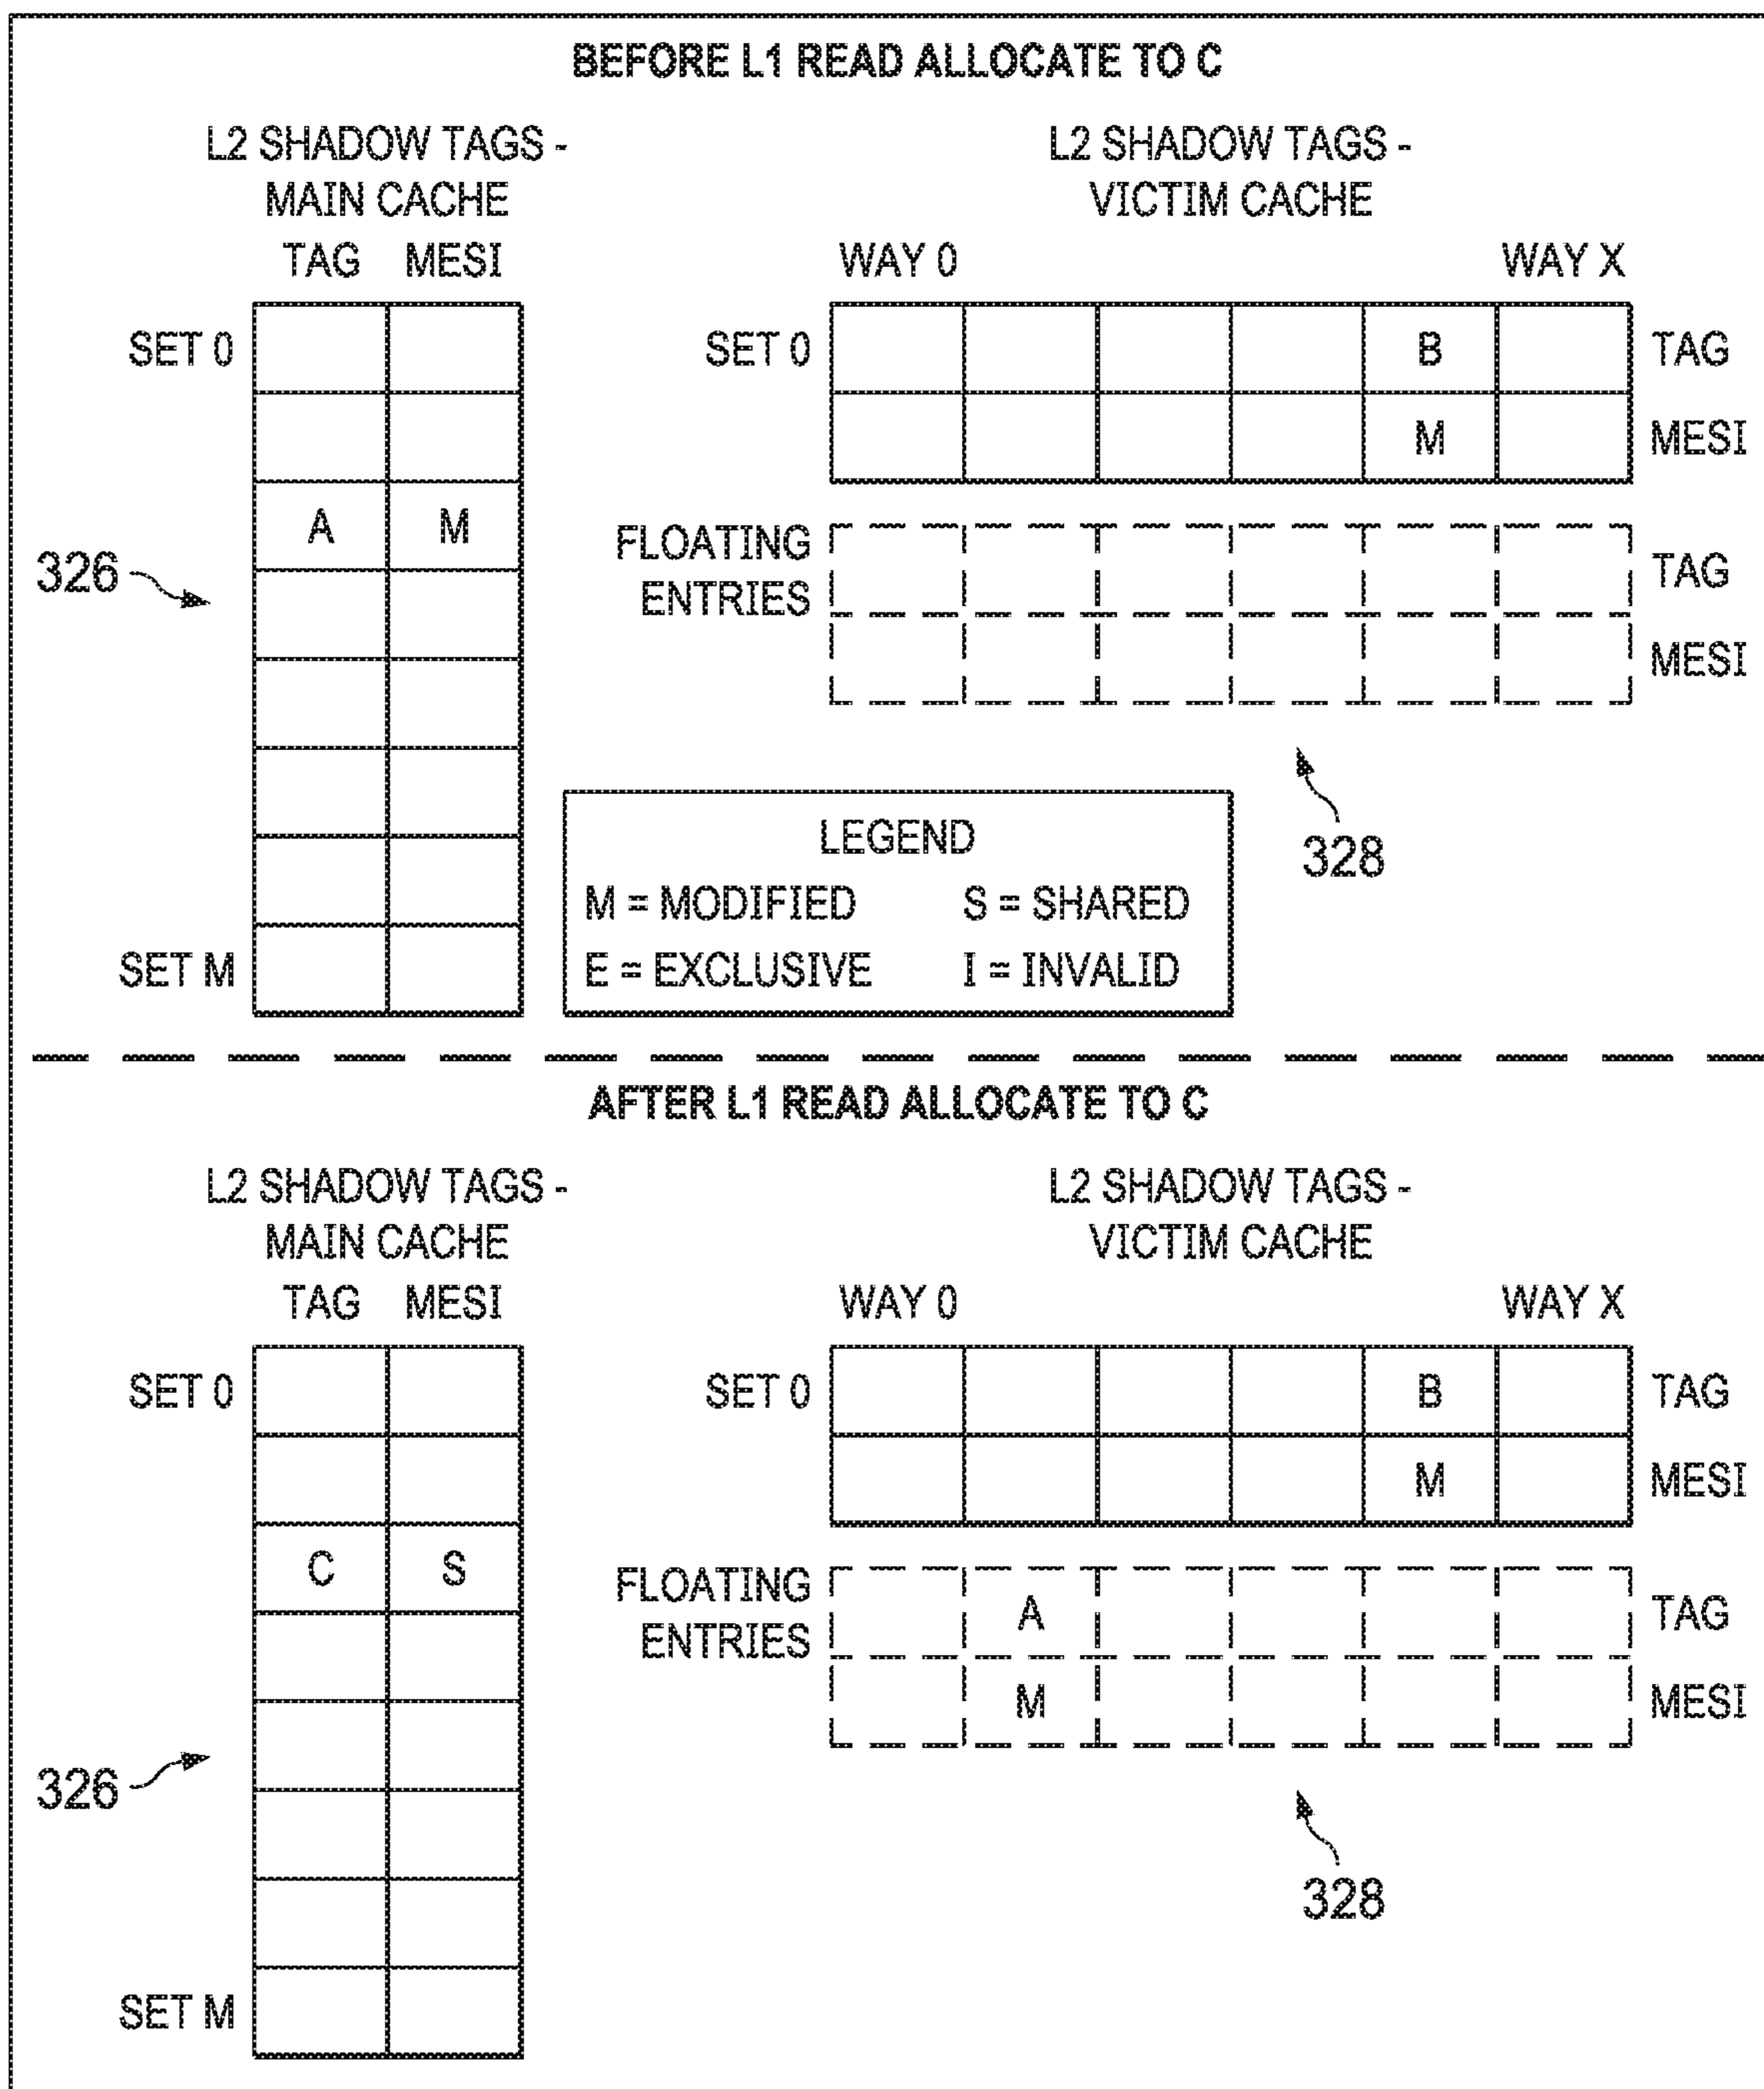 BEFORE L1 READ ALLOCATE TO C
L2 SHADOW TAGS -
MAIN CACHE
TAG MESI
L2 SHADOW TAGS -
VICTIM CACHE
WAY 0 WAY X
SET 0
SET 0 B TAG
M MESI
A M
326
FLOATING
ENTRIES
TAG
MESI
328
LEGEND
M = MODIFIED S = SHARED
E = EXCLUSIVE I = INVALID
SET M
AFTER L1 READ ALLOCATE TO C
L2 SHADOW TAGS -
MAIN CACHE
TAG MESI
L2 SHADOW TAGS -
VICTIM CACHE
WAY 0 WAY X
SET 0
SET 0 B TAG
M MESI
C S
FLOATING
ENTRIES
A TAG
M MESI
326
328
SET M